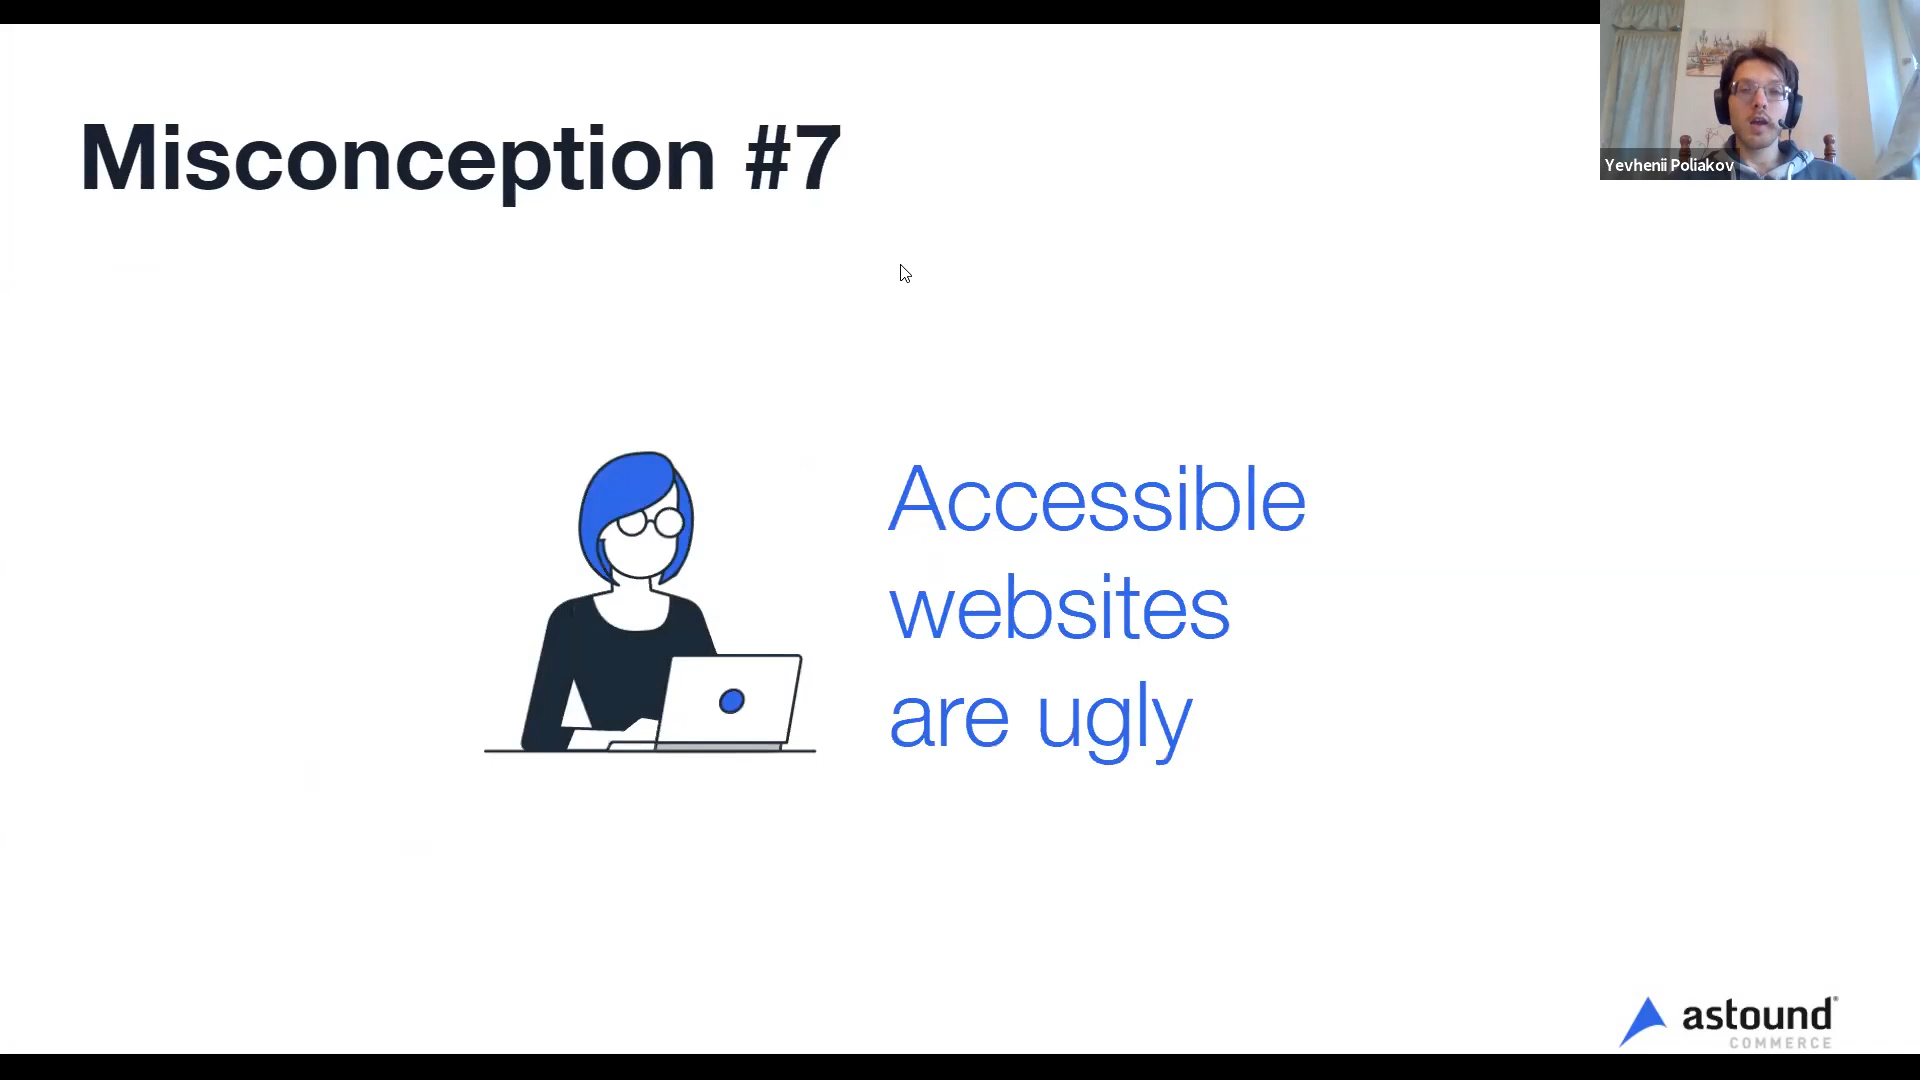 Misconception #7
Yevhenii Poliakov
Accessible
websites
are ugly
astound®
COMMERCE